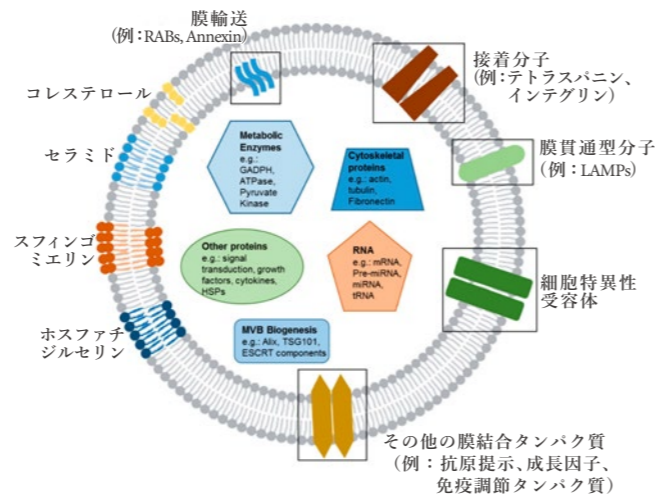 膜輸送
(例：RABs, Annexin)
接着分子
(例：テトラスパニン、
インテグリン)
コレステロール
セラミド
膜貫通型分子
(例：LAMPs)
Metabolic
Enzymes
e.g.:
GADPH,
ATPase,
Pyruvate
Kinase
Cytoskeletal
proteins
e.g.: actin,
tubulin,
Fibronectin
スフィンゴ
ミエリン
Other proteins
e.g.: signal
transduction, growth
factors, cytokines,
HSPs
RNA
e.g.: mRNA,
Pre-miRNA,
miRNA,
tRNA
細胞特異性
受容体
ホスファチ
ジルセリン
MVB Biogenesis
e.g.: Alix, TSG101,
ESCRT components
その他の膜結合タンパク質
(例：抗原提示、成長因子、
免疫調節タンパク質)